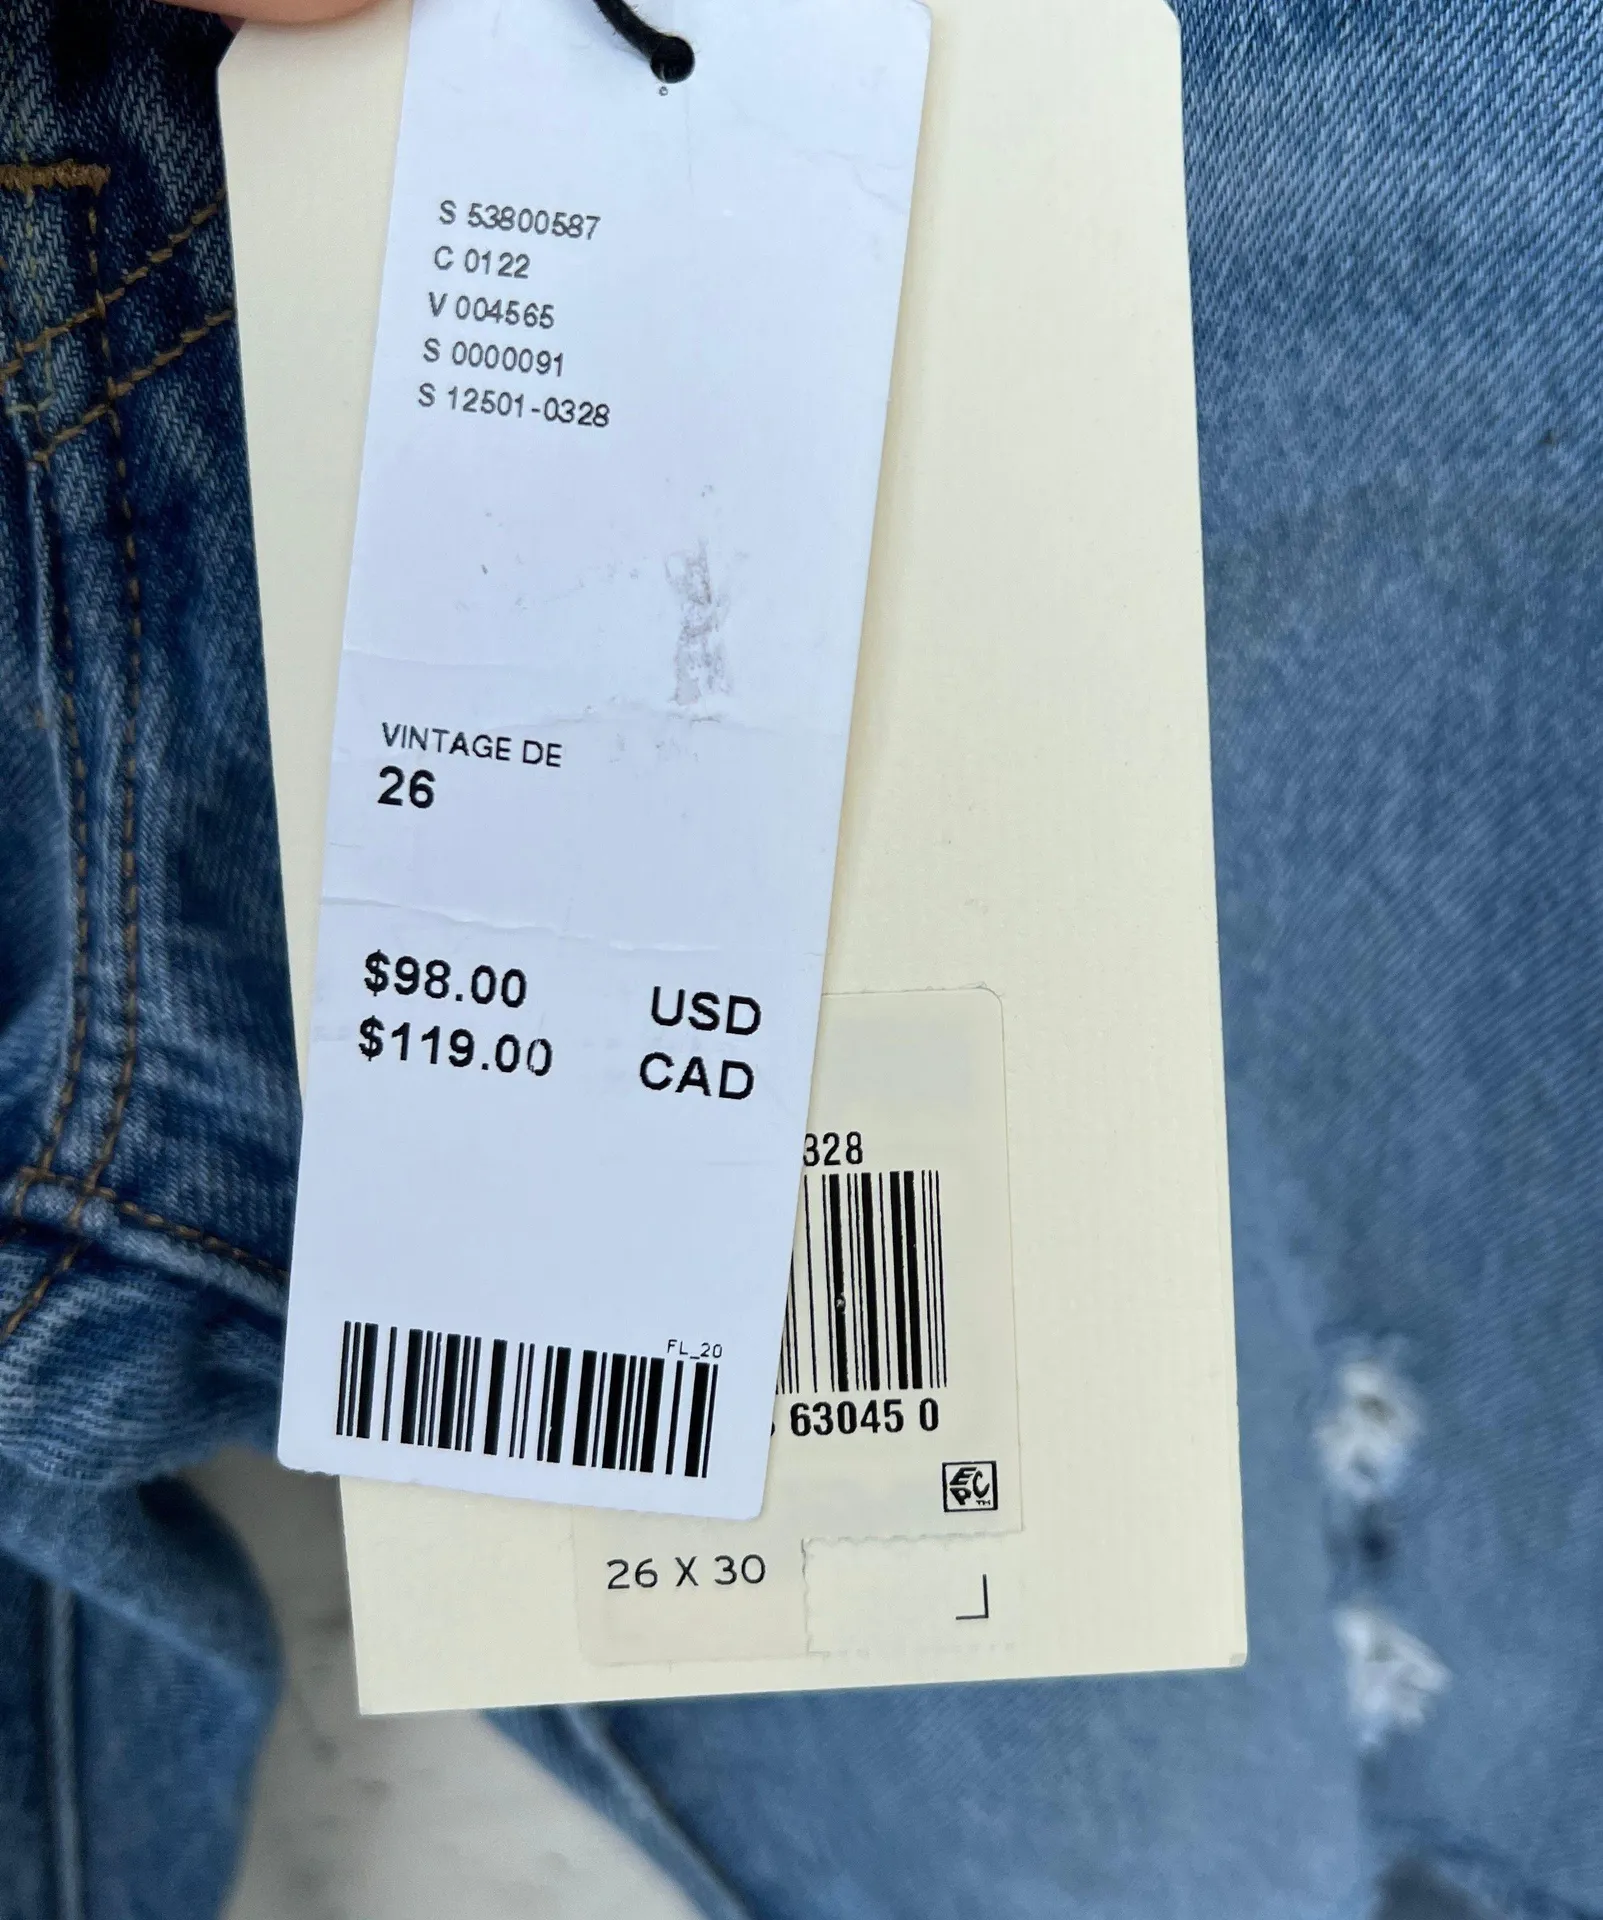 S 53800587
C 0122
V 004565
S 0000091
S 12501-0328
VINTAGE DE
26
$98.00 USD
$119.00 CAD
328
FL_20
63045 0
EPC™
26 X 30